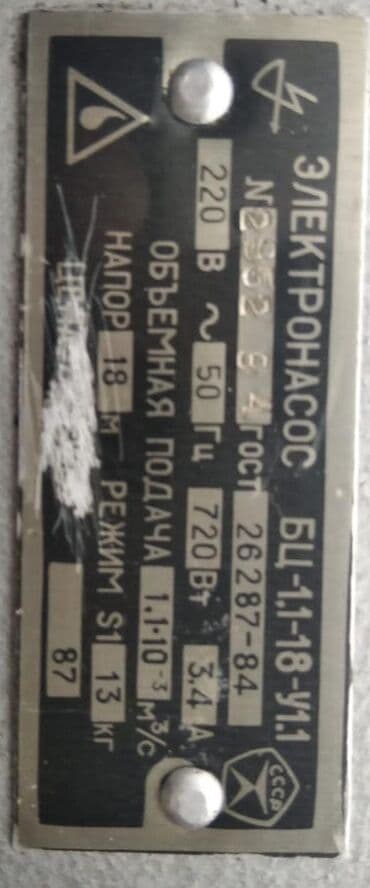 ЭЛЕКТРОНАСОС БЦ-1,1-18-У1.1
ГОСТ 26287-84
220 В ~ 50 Гц 720 Вт 3.4 А
ОБЪЕМНАЯ ПОДАЧА 1.1·10⁻³ м³/с
НАПОР 18 м РЕЖИМ S1 13 кг
87
СССР